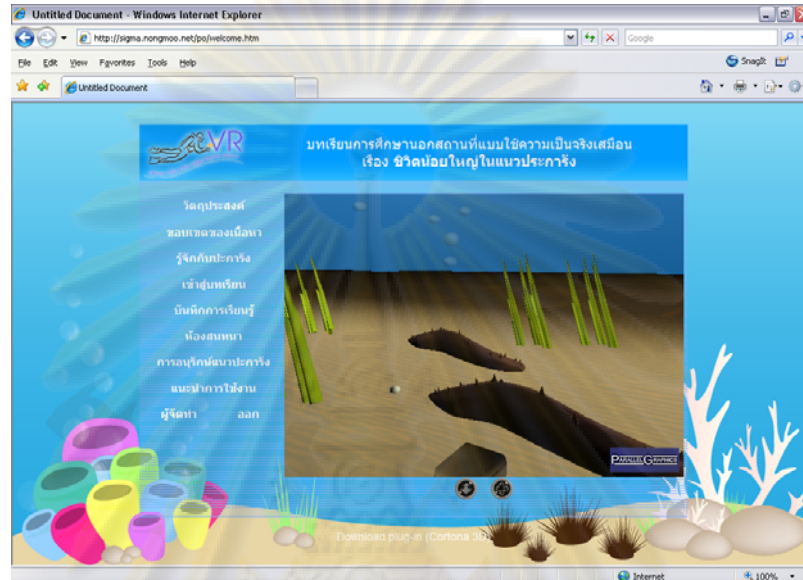 Untitled Document - Windows Internet Explorer
http://sigma.nongmoo.net/po/welcome.htm
Google
File Edit View Favorites Tools Help
SnagIt
Untitled Document
VR
บทเรียนการศึกษานอกสถานที่แบบใช้ความเป็นจริงเสมือน
เรื่อง ชีวิตน้อยใหญ่ในแนวปะการัง
วัตถุประสงค์
ขอบเขตของเนื้อหา
รู้จักกับปะการัง
เข้าสู่บทเรียน
บันทึกการเรียนรู้
ห้องสนทนา
การอนุรักษ์แนวปะการัง
แนะนำการใช้งาน
ผู้จัดทำ ออก
PARALLELGRAPHICS
Download plug-in (Cortona 3D)
Internet 100%